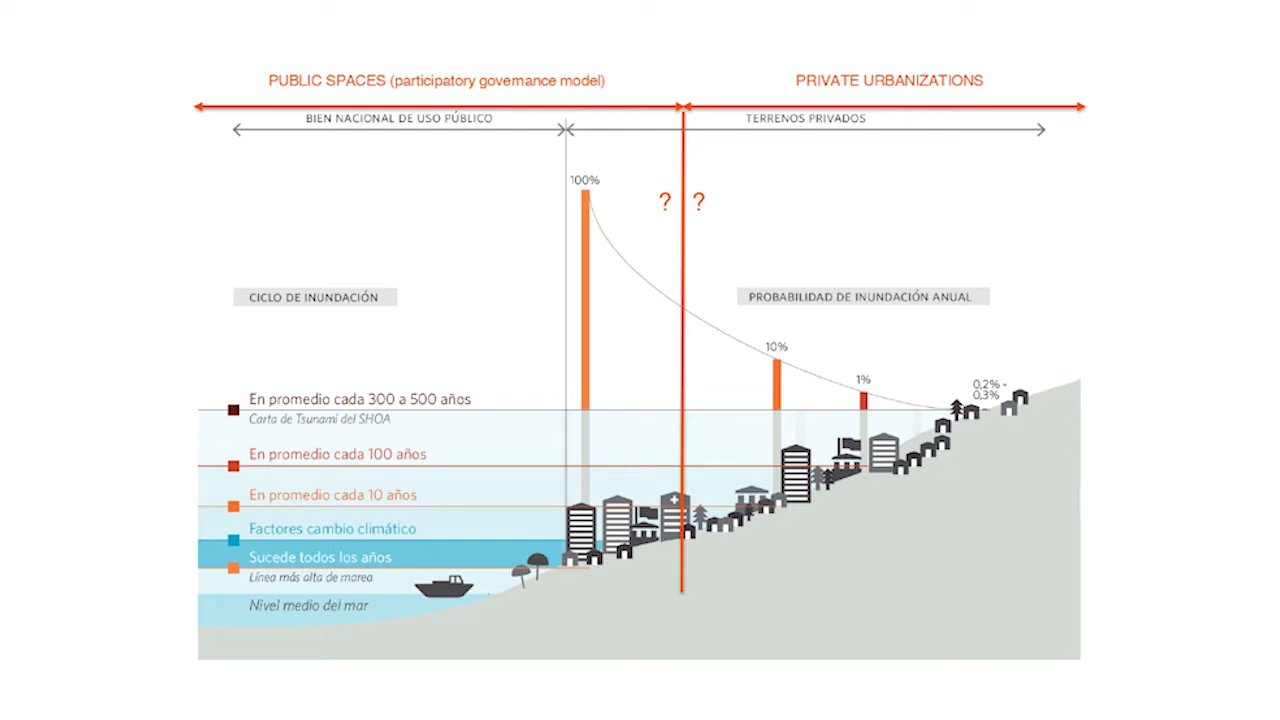 PUBLIC SPACES (participatory governance model)
PRIVATE URBANIZATIONS
BIEN NACIONAL DE USO PÚBLICO
TERRENOS PRIVADOS
100%
? ?
CICLO DE INUNDACIÓN
PROBABILIDAD DE INUNDACIÓN ANUAL
10%
1%
0,2% -
0,3%
En promedio cada 300 a 500 años
Carta de Tsunami del SHOA
En promedio cada 100 años
En promedio cada 10 años
Factores cambio climático
Sucede todos los años
Línea más alta de marea
Nivel medio del mar